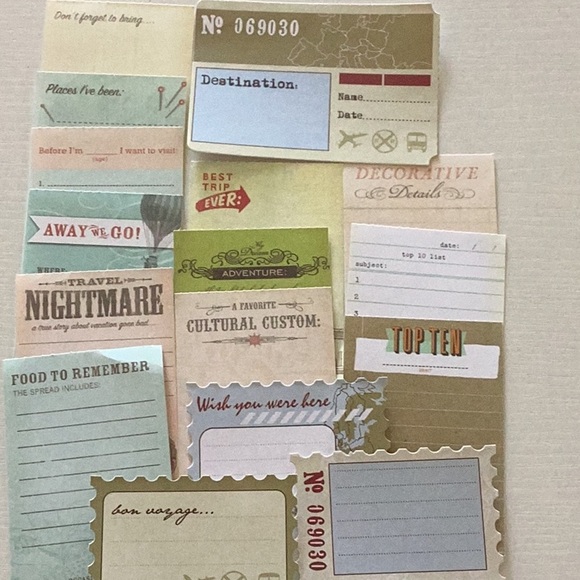 Don't forget to bring....
Nº 069030
Destination:
Name
Date
Places I've been:
Before I'm ____ I want to visit:
(age)
1.
BEST
TRIP
EVER:
DECORATIVE
Details
AWAY WE GO!
My
ADVENTURE:
date: / /
top 10 list
subject:
1
2
3
TRAVEL
NIGHTMARE
a true story about vacation gone bad...
A FAVORITE
CULTURAL CUSTOM:
TOP TEN
FOOD TO REMEMBER
THE SPREAD INCLUDES:
Wish you were here
bon voyage...
Nº 069030